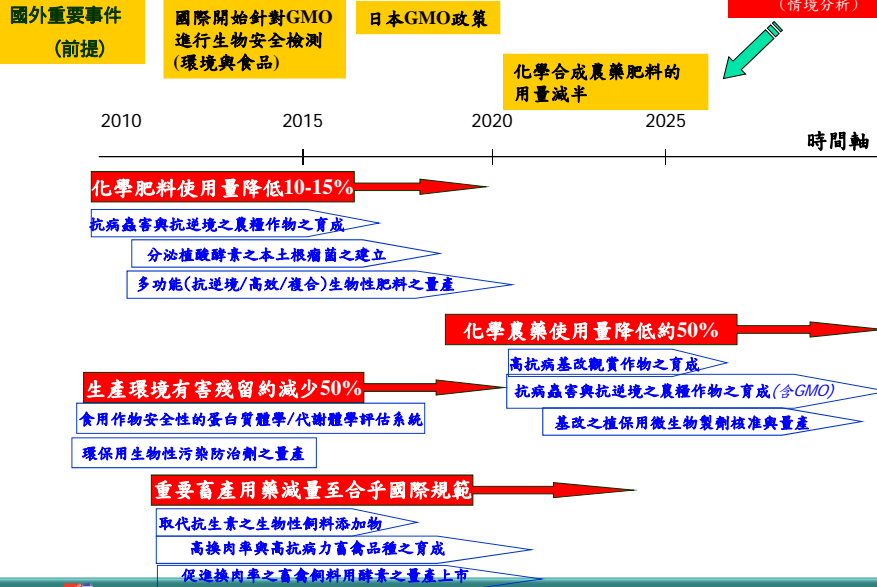 國外重要事件
(前提)
國際開始針對GMO
進行生物安全檢測
(環境與食品)
日本GMO政策
（情境分析）
化學合成農藥肥料的
用量減半
2010
2015
2020
2025
時間軸
化學肥料使用量降低10-15%
抗病蟲害與抗逆境之農糧作物之育成
分泌植酸酵素之本土根瘤菌之建立
多功能(抗逆境/高效/複合)生物性肥料之量產
化學農藥使用量降低約50%
高抗病基改觀賞作物之育成
抗病蟲害與抗逆境之農糧作物之育成(含GMO)
基改之植保用微生物製劑核准與量產
生產環境有害殘留約減少50%
食用作物安全性的蛋白質體學/代謝體學評估系統
環保用生物性污染防治劑之量產
重要畜產用藥減量至合乎國際規範
取代抗生素之生物性飼料添加物
高換肉率與高抗病力畜禽品種之育成
促進換肉率之畜禽飼料用酵素之量產上市